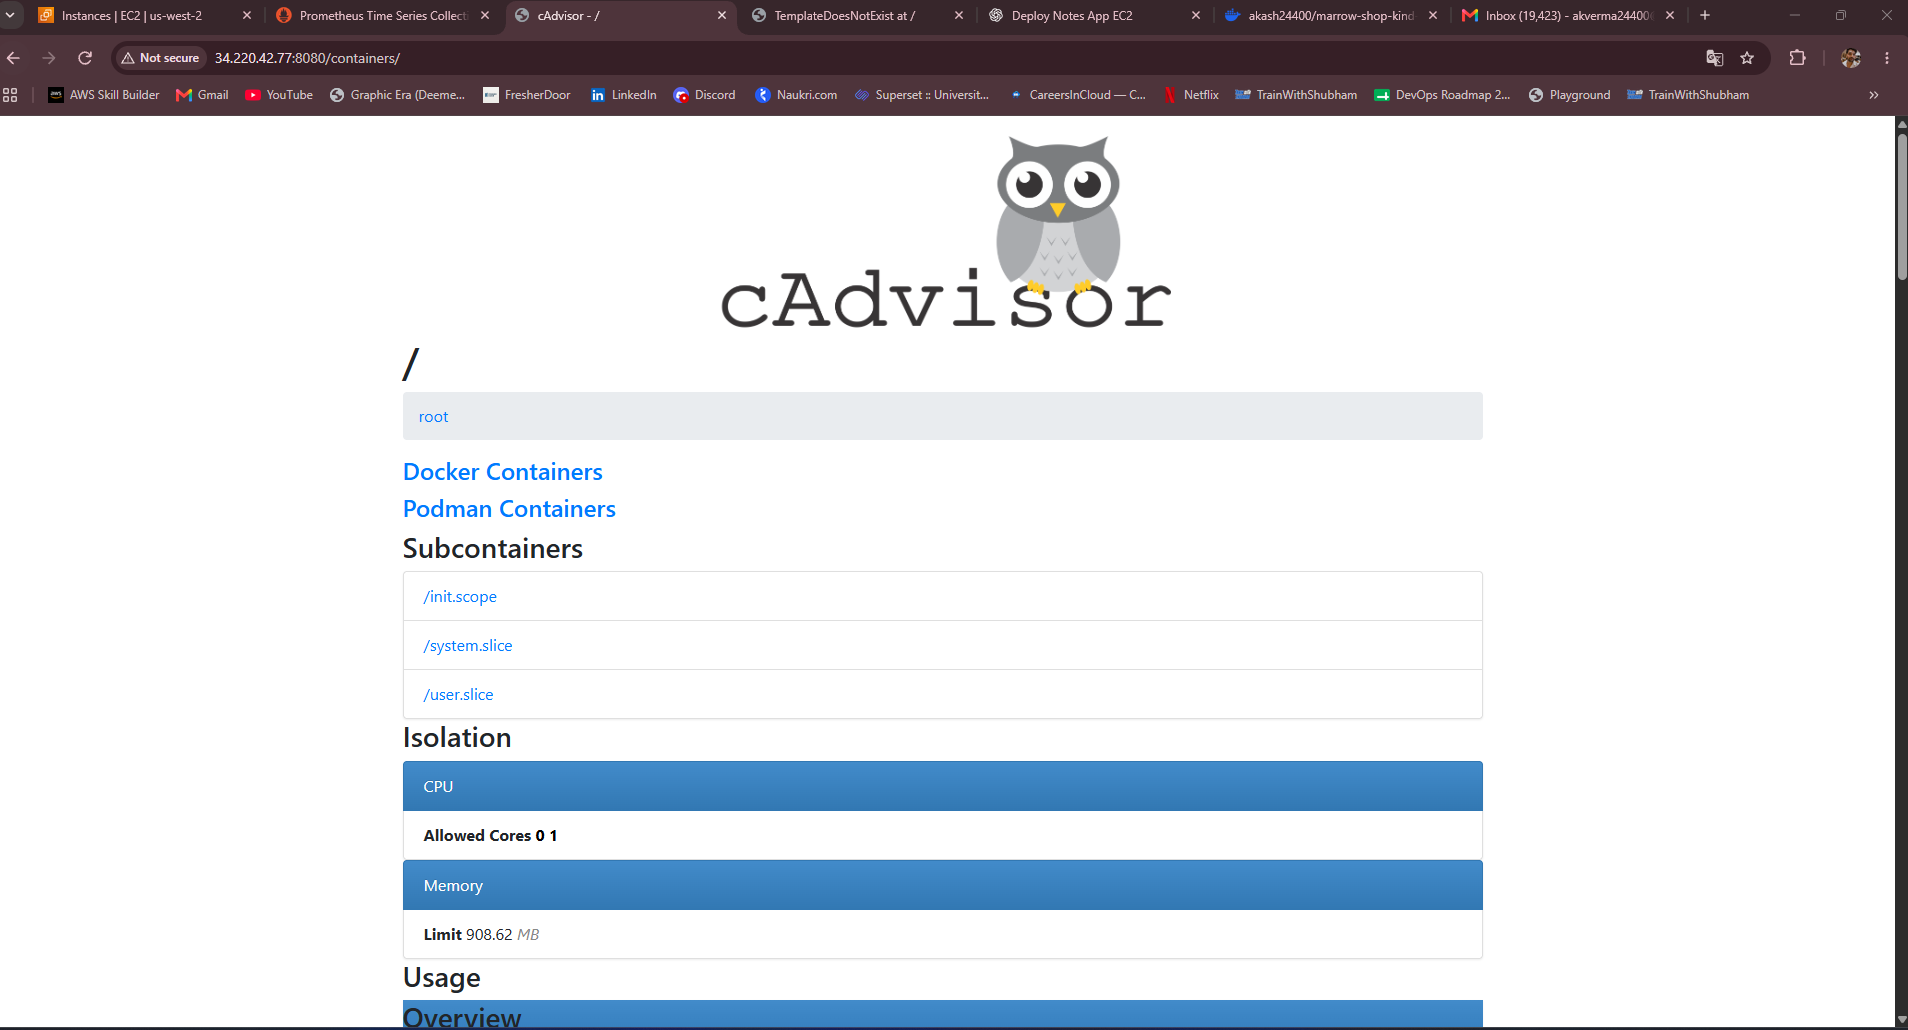 Instances | EC2 | us-west-2
Prometheus Time Series Collect
cAdvisor - /
TemplateDoesNotExist at /
Deploy Notes App EC2
akash24400/marrow-shop-kind
Inbox (19,423) - akverma24400
Not secure
34.220.42.77:8080/containers/
AWS Skill Builder
Gmail
YouTube
Graphic Era (Deeme...
FresherDoor
LinkedIn
Discord
Naukri.com
Superset :: Universit...
CareersInCloud — C...
Netflix
TrainWithShubham
DevOps Roadmap 2...
Playground
TrainWithShubham
»
cAdvisor
/
root
Docker Containers
Podman Containers
Subcontainers
/init.scope
/system.slice
/user.slice
Isolation
CPU
Allowed Cores 0 1
Memory
Limit 908.62 MB
Usage
Overview